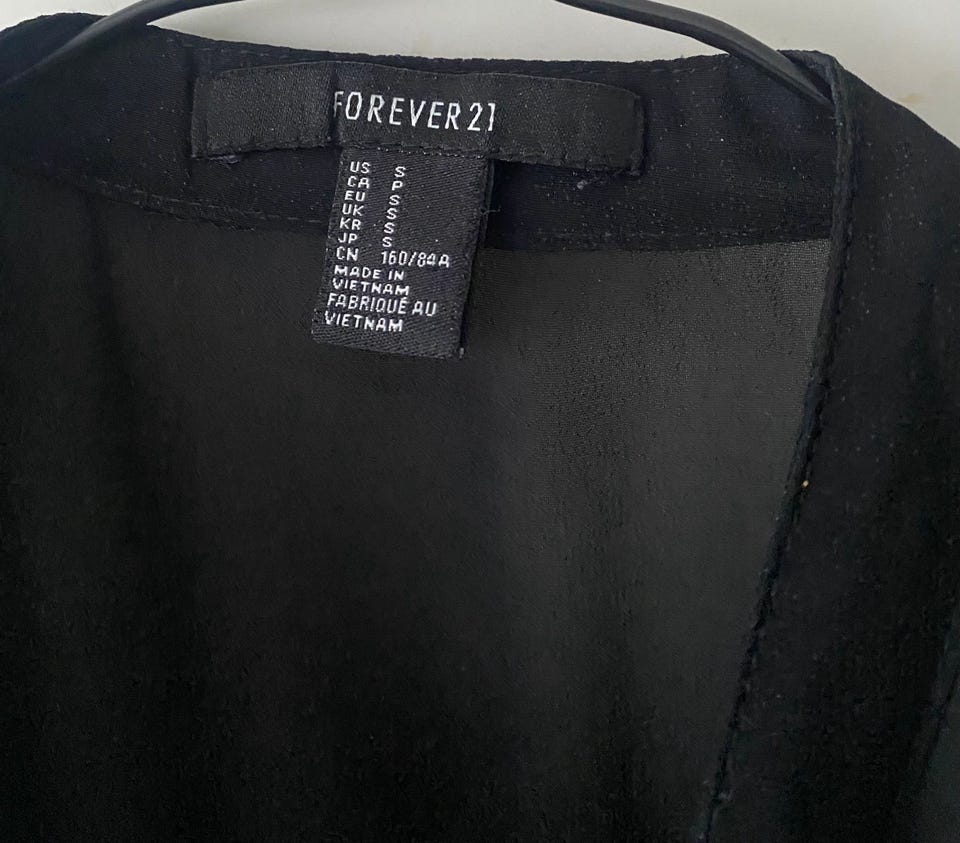 FOREVER 21
US S
CA P
EU S
UK S
KR S
JP S
CN 160/84A
MADE IN
VIETNAM
FABRIQUÉ AU
VIETNAM